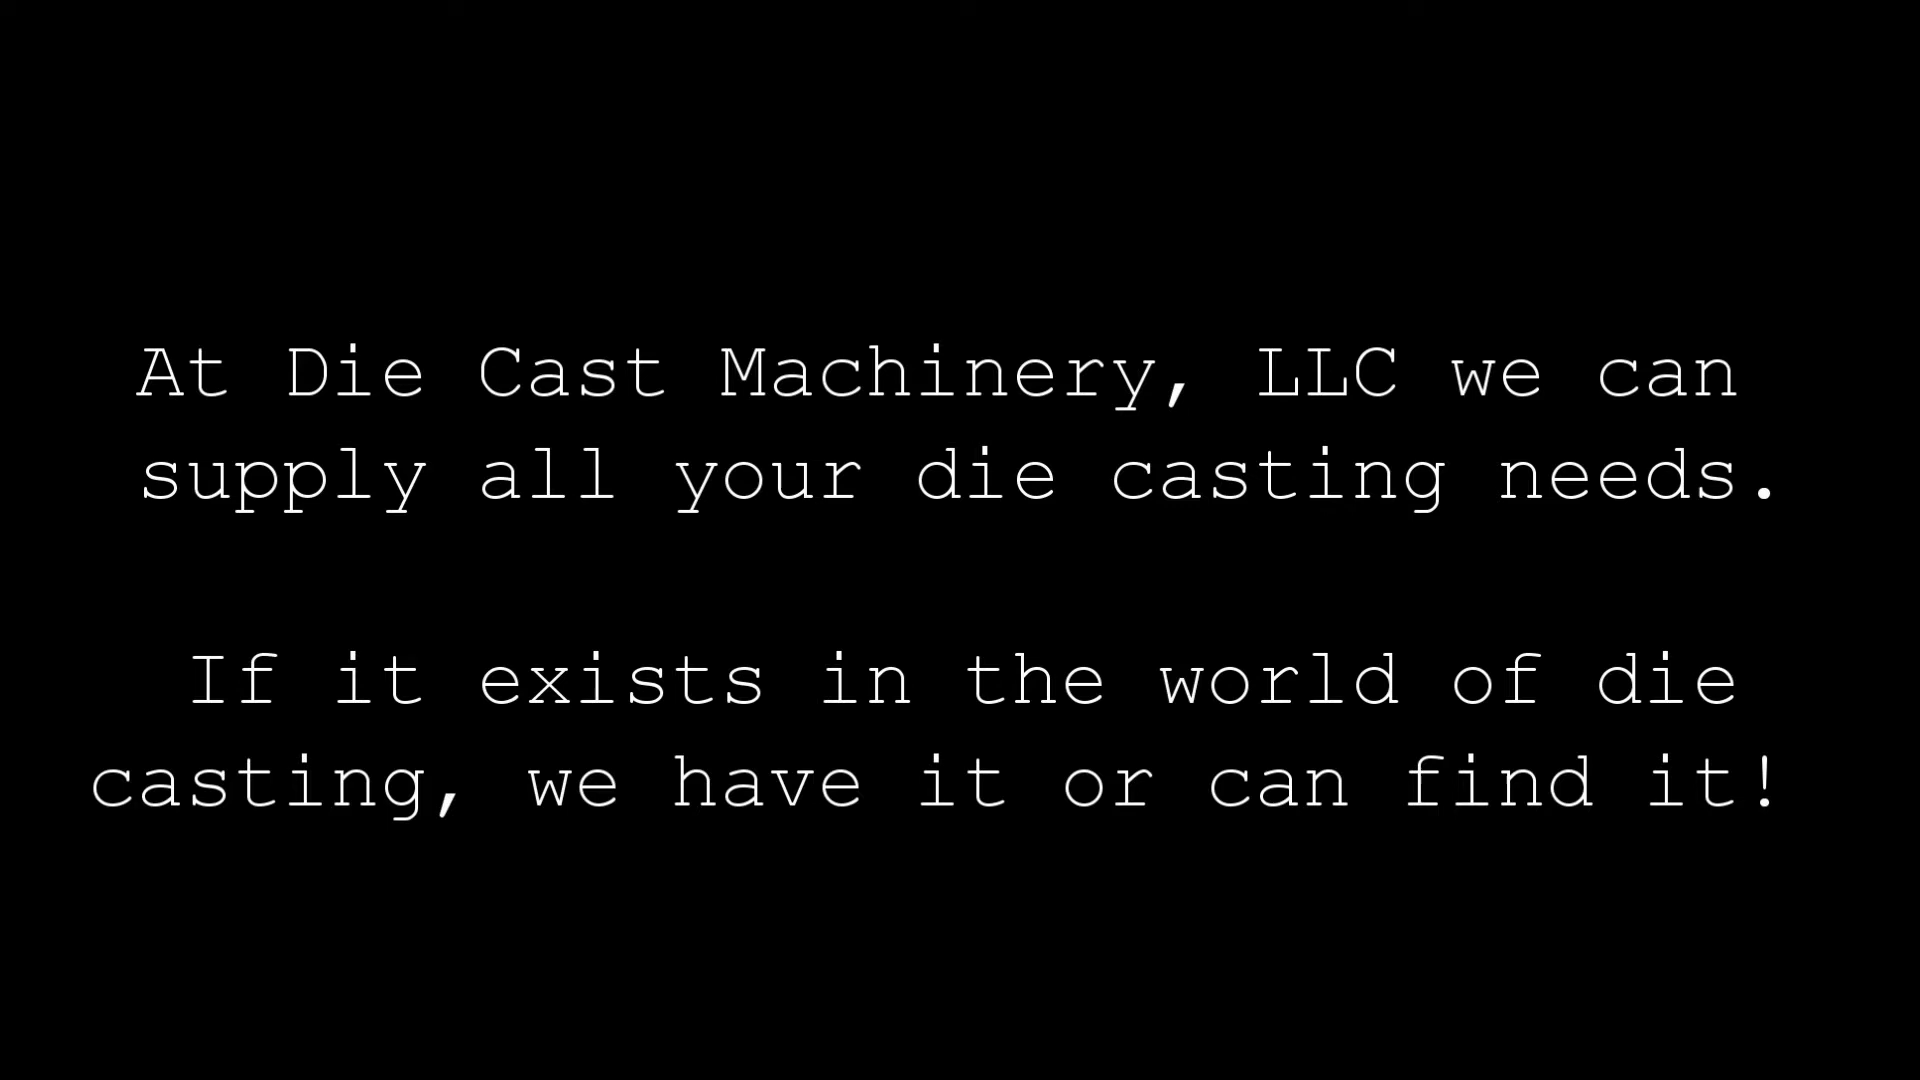 At Die Cast Machinery, LLC we can
supply all your die casting needs.
If it exists in the world of die
casting, we have it or can find it!